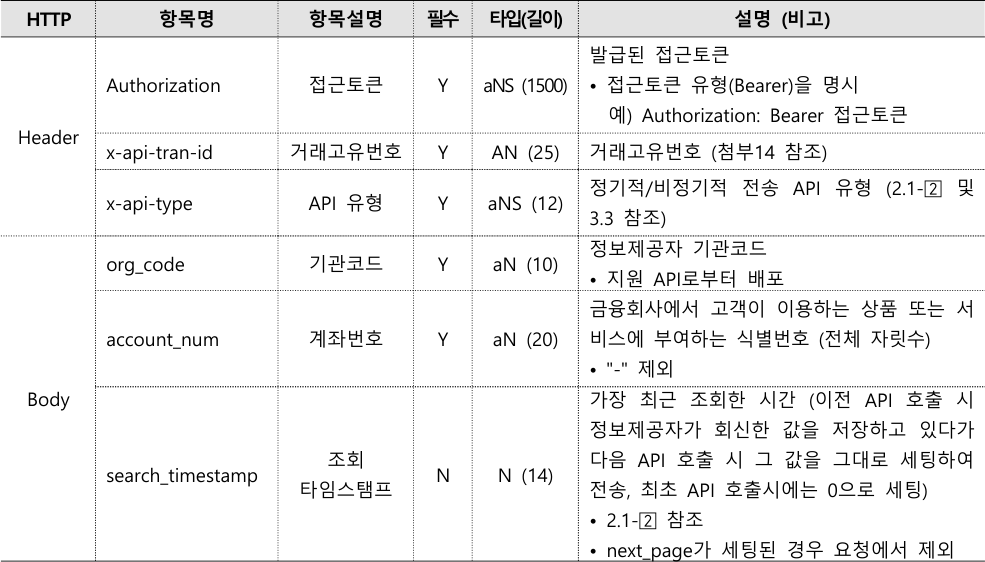 HTTP 항목명 항목설명 필수 타입(길이) 설명 (비고)
Header
Authorization 접근토큰 Y aNS (1500)
발급된 접근토큰
• 접근토큰 유형(Bearer)을 명시
예) Authorization: Bearer 접근토큰
x-api-tran-id 거래고유번호 Y AN (25) 거래고유번호 (첨부14 참조)
x-api-type API 유형 Y aNS (12)
정기적/비정기적 전송 API 유형 (2.1-2 및
3.3 참조)
Body
org_code 기관코드 Y aN (10)
정보제공자 기관코드
• 지원 API로부터 배포
account_num 계좌번호 Y aN (20)
금융회사에서 고객이 이용하는 상품 또는 서
비스에 부여하는 식별번호 (전체 자릿수)
• "-" 제외
search_timestamp
조회
타임스탬프
N N (14)
가장 최근 조회한 시간 (이전 API 호출 시
정보제공자가 회신한 값을 저장하고 있다가
다음 API 호출 시 그 값을 그대로 세팅하여
전송, 최초 API 호출시에는 0으로 세팅)
• 2.1-2 참조
• next_page가 세팅된 경우 요청에서 제외